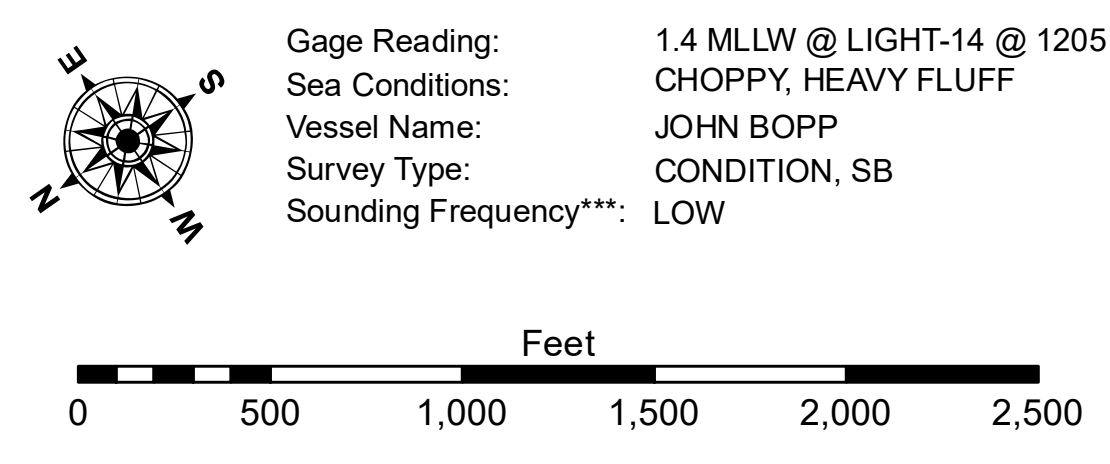 E
S
N
W
Gage Reading: 1.4 MLLW @ LIGHT-14 @ 1205
Sea Conditions: CHOPPY, HEAVY FLUFF
Vessel Name: JOHN BOPP
Survey Type: CONDITION, SB
Sounding Frequency***: LOW
Feet
0 500 1,000 1,500 2,000 2,500